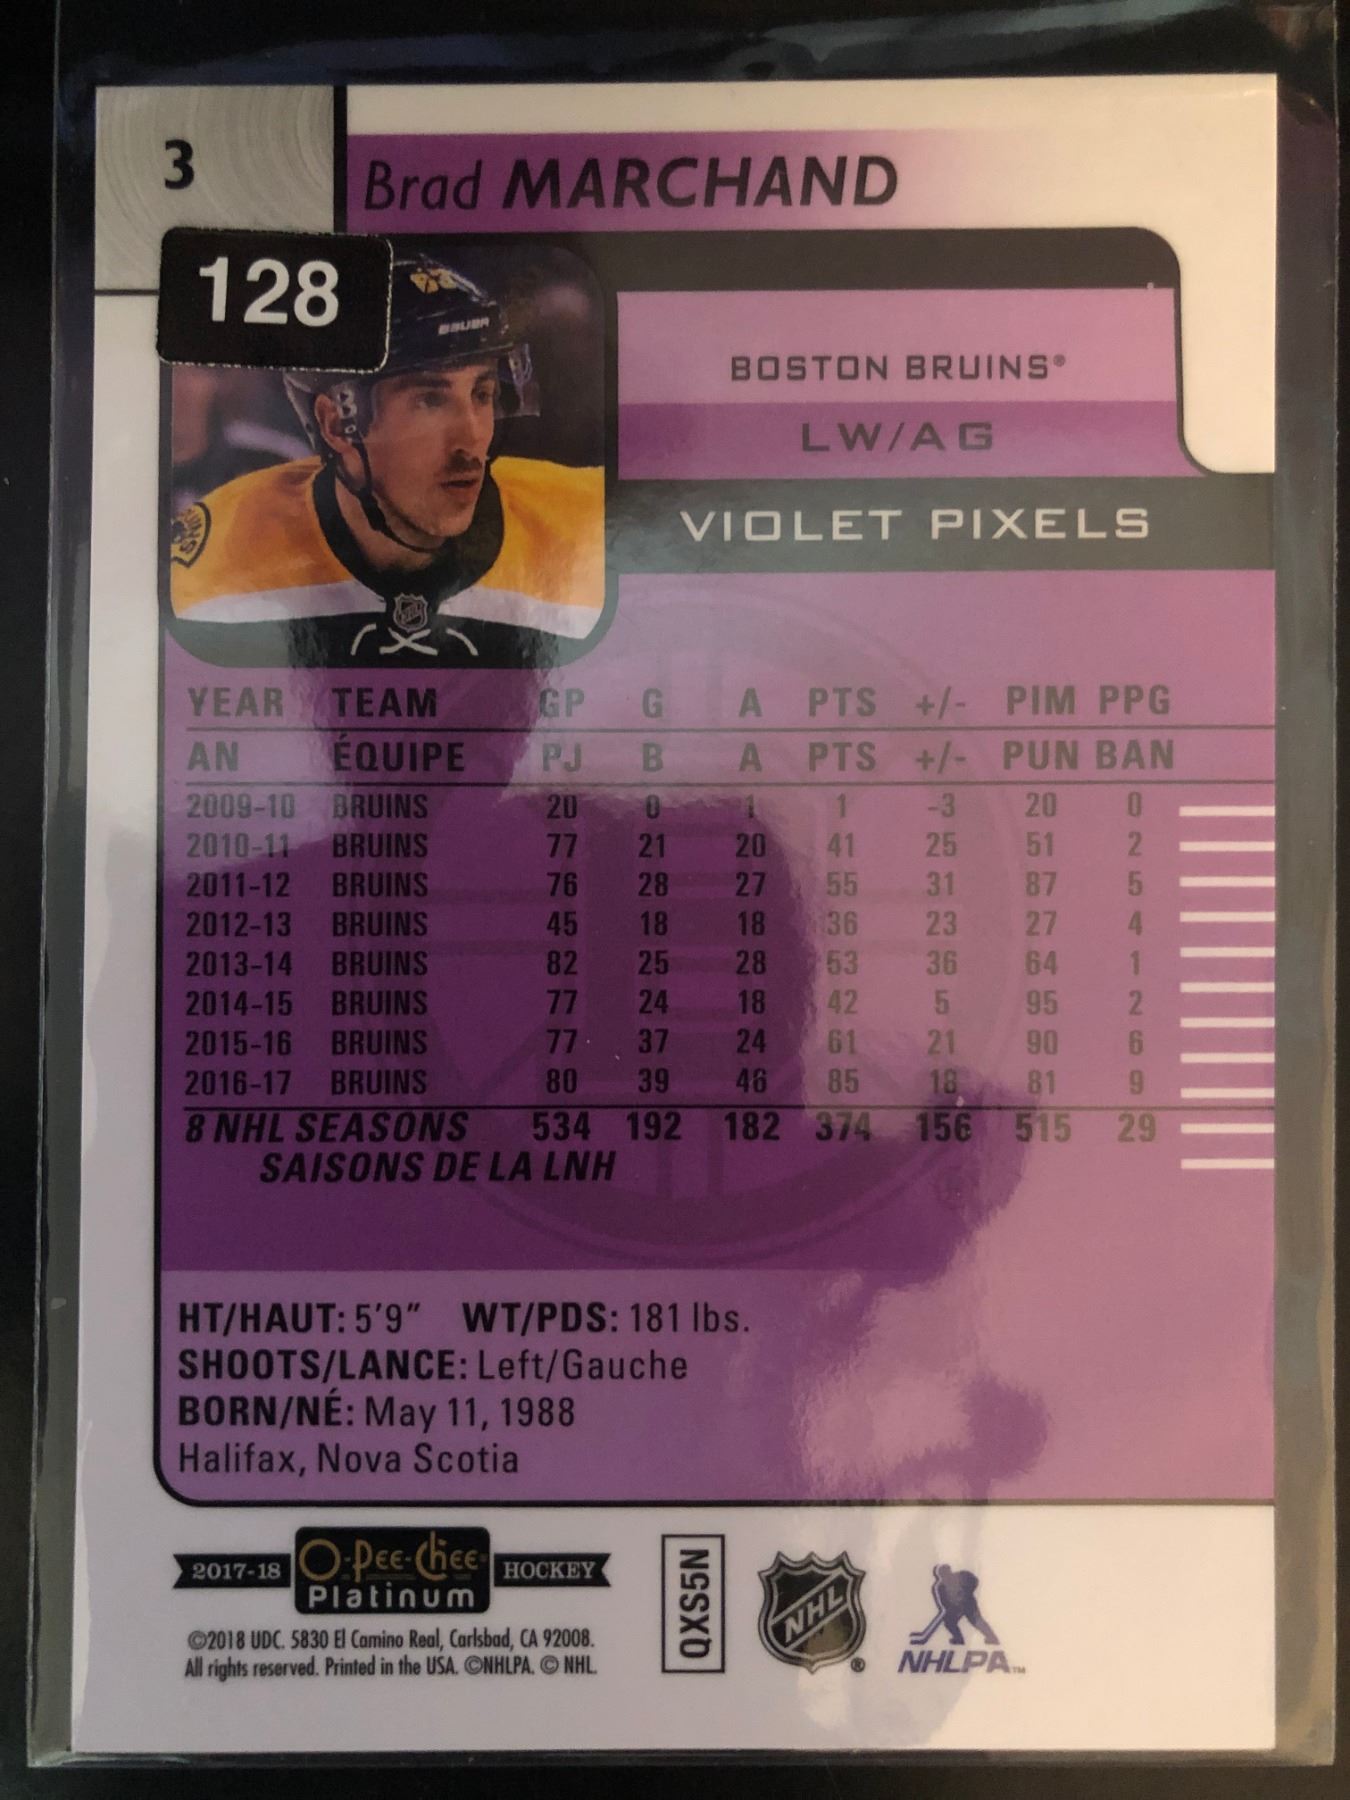 3
Brad MARCHAND
128
BAUER
BOSTON BRUINS®
LW/AG
VIOLET PIXELS
YEAR TEAM GP G A PTS +/- PIM PPG
AN ÉQUIPE PJ B A PTS +/- PUN BAN
2009-10 BRUINS 20 0 1 1 -3 20 0
2010-11 BRUINS 77 21 20 41 25 51 2
2011-12 BRUINS 76 28 27 55 31 87 5
2012-13 BRUINS 45 18 18 36 23 27 4
2013-14 BRUINS 82 25 28 53 36 64 1
2014-15 BRUINS 77 24 18 42 5 95 2
2015-16 BRUINS 77 37 24 61 21 90 6
2016-17 BRUINS 80 39 46 85 18 81 9
8 NHL SEASONS 534 192 182 374 156 515 29
SAISONS DE LA LNH
HT/HAUT: 5'9" WT/PDS: 181 lbs.
SHOOTS/LANCE: Left/Gauche
BORN/NÉ: May 11, 1988
Halifax, Nova Scotia
2017-18 O-Pee-Chee Platinum HOCKEY
©2018 UDC. 5830 El Camino Real, Carlsbad, CA 92008.
All rights reserved. Printed in the USA. ©NHLPA. © NHL.
QXS5N
NHL®
NHLPA™